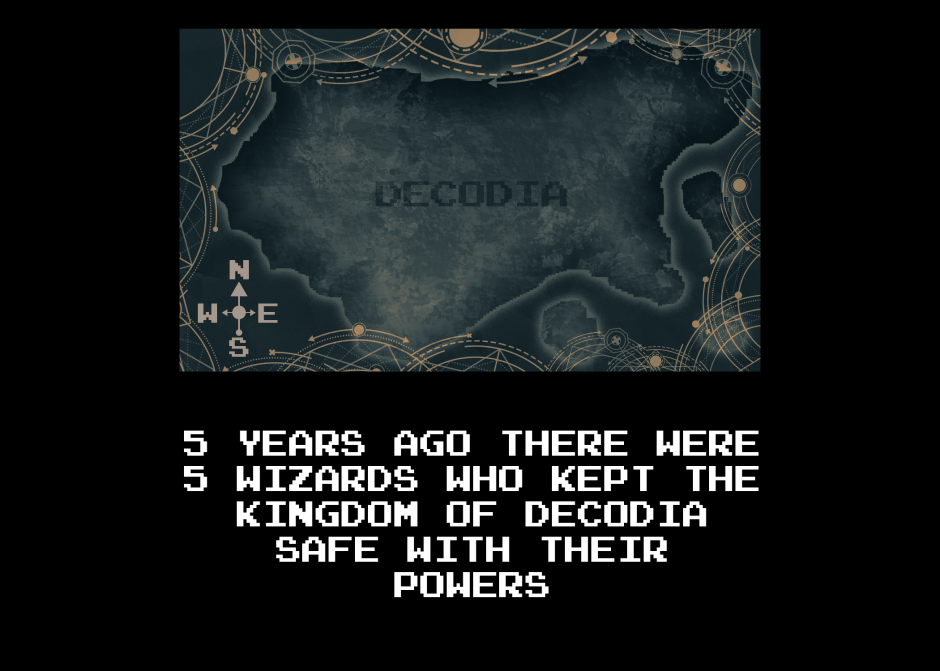 DECODIA
N
W E
S
5 YEARS AGO THERE WERE
5 WIZARDS WHO KEPT THE
KINGDOM OF DECODIA
SAFE WITH THEIR
POWERS